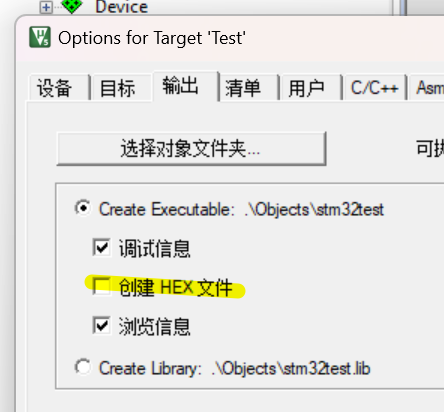 Device
Options for Target 'Test'
设备 目标 输出 清单 用户 C/C++ Asm
选择对象文件夹...
Create Executable: .\Objects\stm32test
调试信息
创建 HEX 文件
浏览信息
Create Library: .\Objects\stm32test.lib